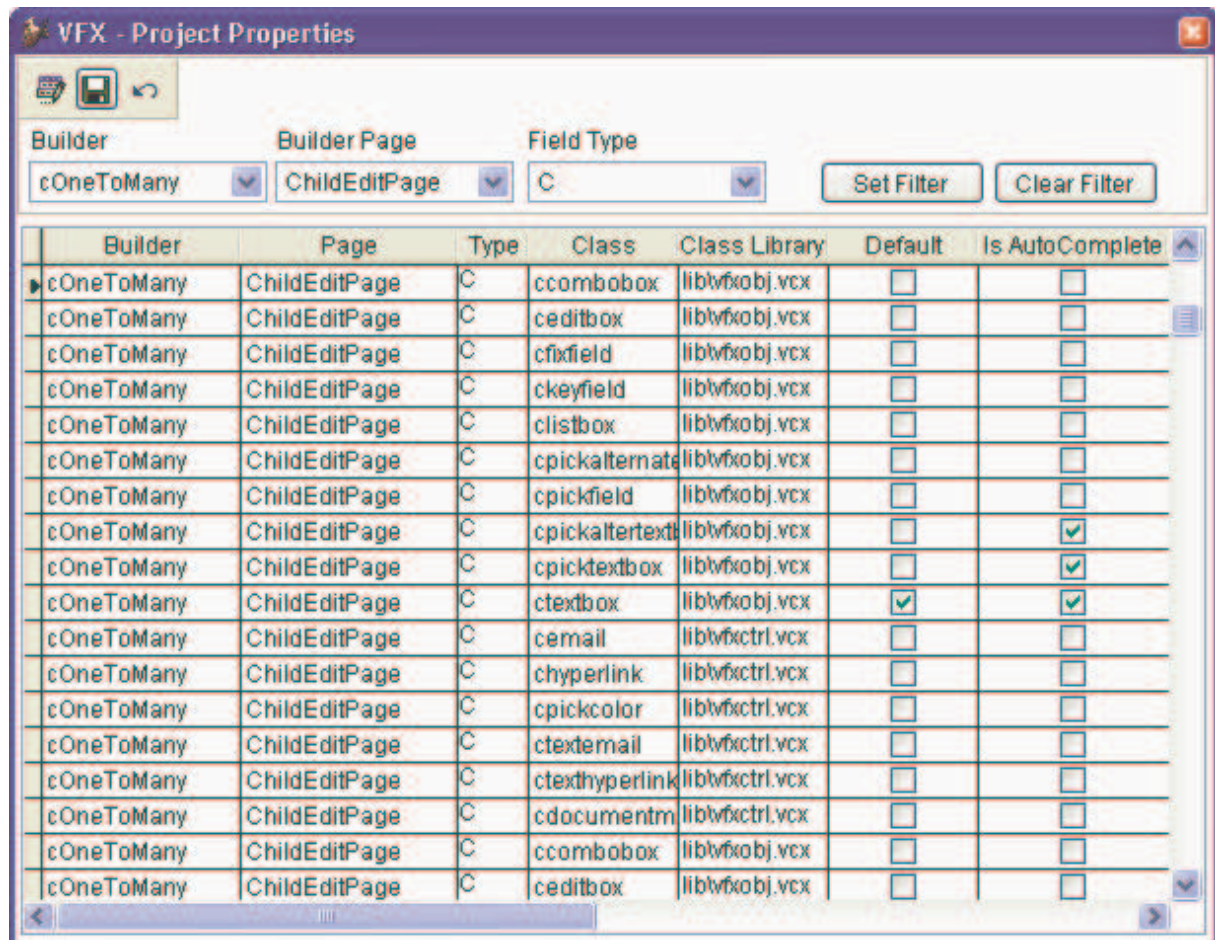 VFX - Project Properties
Builder Builder Page Field Type
cOneToMany ChildEditPage C Set Filter Clear Filter
Builder Page Type Class Class Library Default Is AutoComplete
cOneToMany ChildEditPage C ccombobox lib\vfxobj.vcx
cOneToMany ChildEditPage C ceditbox lib\vfxobj.vcx
cOneToMany ChildEditPage C cfixfield lib\vfxobj.vcx
cOneToMany ChildEditPage C ckeyfield lib\vfxobj.vcx
cOneToMany ChildEditPage C clistbox lib\vfxobj.vcx
cOneToMany ChildEditPage C cpickalternate lib\vfxobj.vcx
cOneToMany ChildEditPage C cpickfield lib\vfxobj.vcx
cOneToMany ChildEditPage C cpickaltertextb lib\vfxobj.vcx
cOneToMany ChildEditPage C cpicktextbox lib\vfxobj.vcx
cOneToMany ChildEditPage C ctextbox lib\vfxobj.vcx
cOneToMany ChildEditPage C cemail lib\vfxctrl.vcx
cOneToMany ChildEditPage C chyperlink lib\vfxctrl.vcx
cOneToMany ChildEditPage C cpickcolor lib\vfxctrl.vcx
cOneToMany ChildEditPage C ctextemail lib\vfxctrl.vcx
cOneToMany ChildEditPage C ctexthyperlink lib\vfxctrl.vcx
cOneToMany ChildEditPage C cdocumentm lib\vfxctrl.vcx
cOneToMany ChildEditPage C ccombobox lib\vfxobj.vcx
cOneToMany ChildEditPage C ceditbox lib\vfxobj.vcx